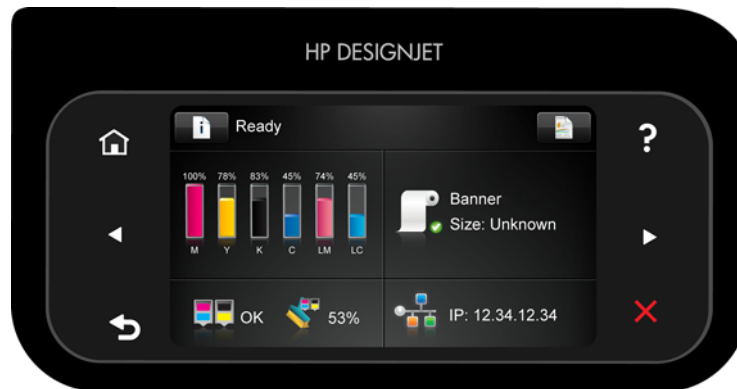 HP DESIGNJET
i Ready
?
100% 78% 83% 45% 74% 45%
M Y K C LM LC
Banner
Size: Unknown
OK
53%
IP: 12.34.12.34